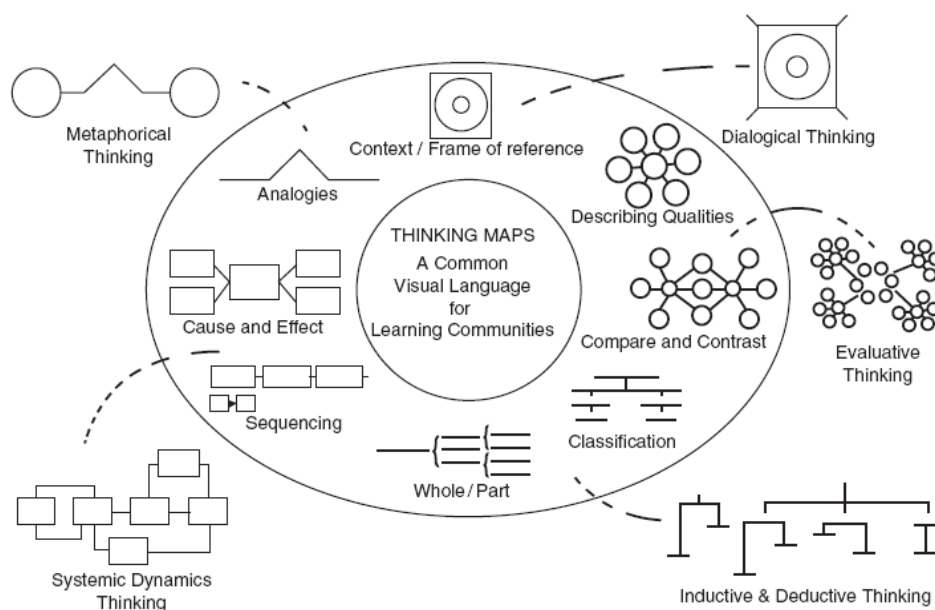 Metaphorical
Thinking
Context / Frame of reference
Dialogical Thinking
Analogies
Describing Qualities
THINKING MAPS
A Common
Visual Language
for
Learning Communities
Cause and Effect
Compare and Contrast
Evaluative
Thinking
Sequencing
Classification
Whole / Part
Systemic Dynamics
Thinking
Inductive & Deductive Thinking